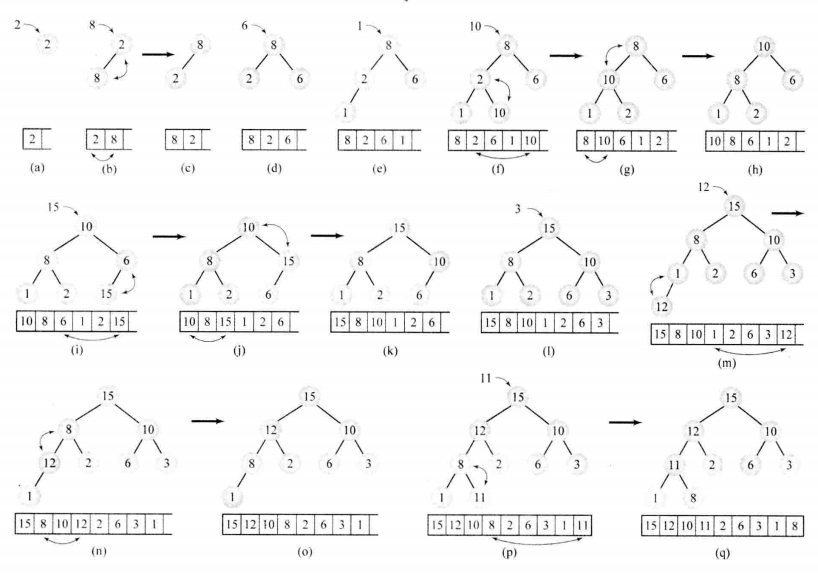 2
2
2
(a)
8
2
8
2 8
(b)
8
2
8 2
(c)
6
8
2 6
8 2 6
(d)
1
8
2 6
1
8 2 6 1
(e)
10
8
2 6
1 10
8 2 6 1 10
(f)
8
10 6
1 2
8 10 6 1 2
(g)
10
8 6
1 2
10 8 6 1 2
(h)
15
10
8 6
1 2 15
10 8 6 1 2 15
(i)
10
8 15
1 2 6
10 8 15 1 2 6
(j)
15
8 10
1 2 6
15 8 10 1 2 6
(k)
3
15
8 10
1 2 6 3
15 8 10 1 2 6 3
(l)
12
15
8 10
1 2 6 3
12
15 8 10 1 2 6 3 12
(m)
15
8 10
12 2 6 3
1
15 8 10 12 2 6 3 1
(n)
15
12 10
8 2 6 3
1
15 12 10 8 2 6 3 1
(o)
11
15
12 10
8 2 6 3
1 11
15 12 10 8 2 6 3 1 11
(p)
15
12 10
11 2 6 3
1 8
15 12 10 11 2 6 3 1 8
(q)